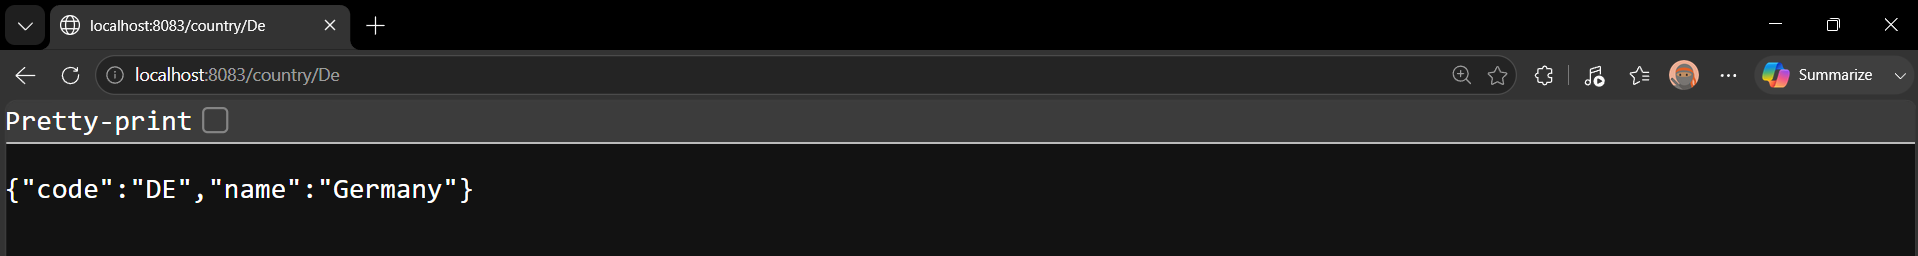 localhost:8083/country/De
localhost:8083/country/De
Summarize
Pretty-print
{"code":"DE","name":"Germany"}